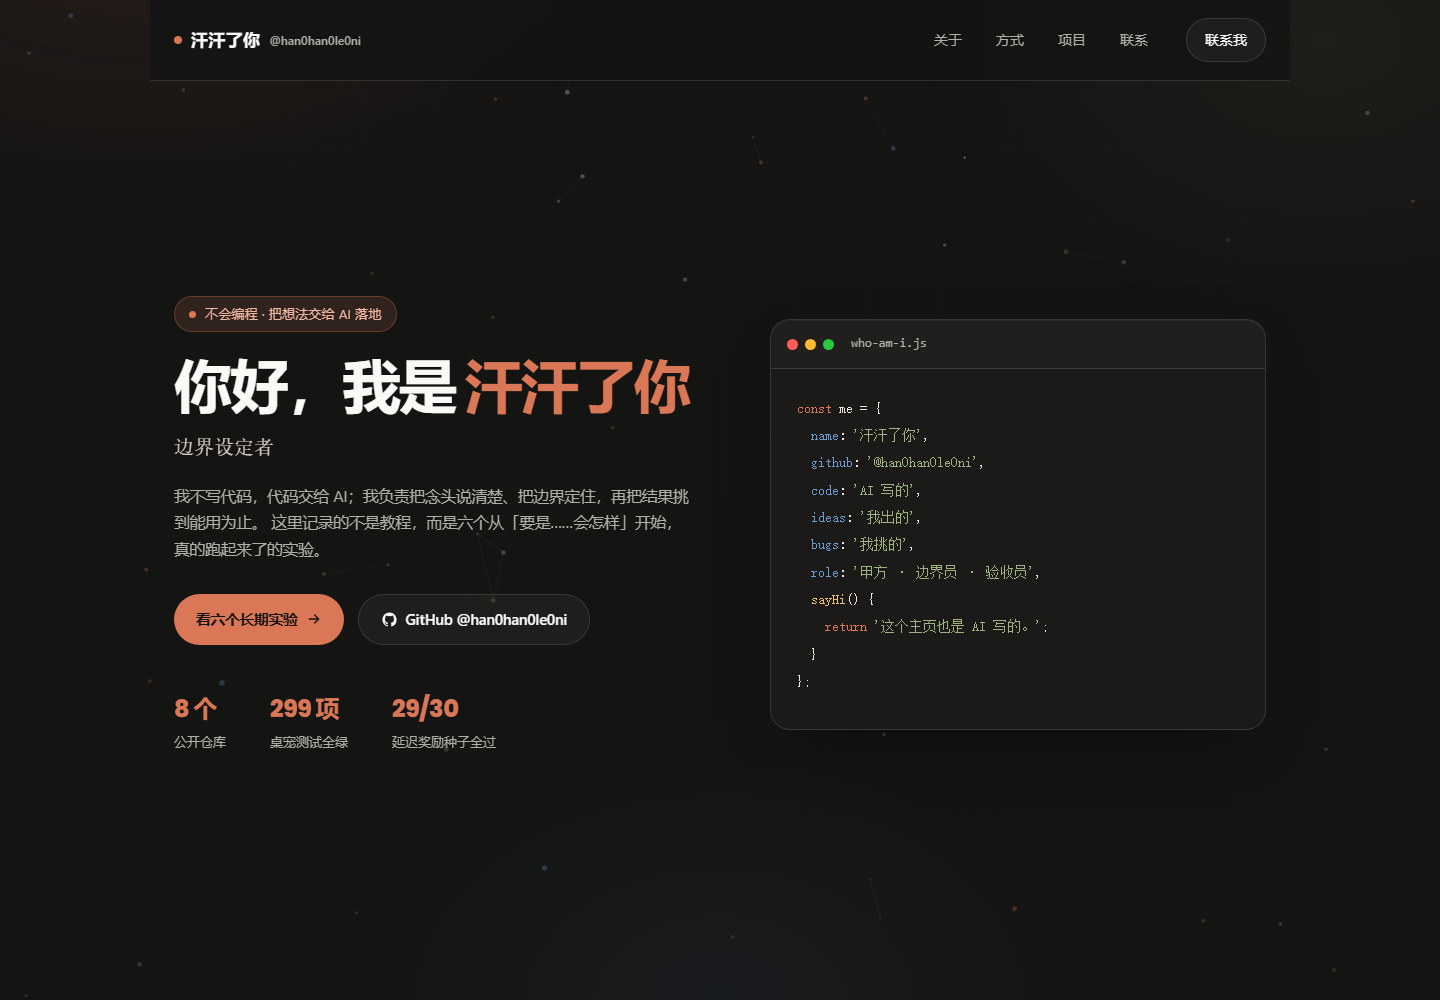 汗汗了你 @han0han0le0ni
关于 方式 项目 联系 联系我
不会编程 · 把想法交给 AI 落地
你好，我是汗汗了你
边界设定者
我不写代码，代码交给 AI；我负责把念头说清楚、把边界定住，再把结果挑
到能用为止。 这里记录的不是教程，而是六个从「要是……会怎样」开始，
真的跑起来了的实验。
看六个长期实验 →
GitHub @han0han0le0ni
8 个 299 项 29/30
公开仓库 桌宠测试全绿 延迟奖励种子全过
who-am-i.js
const me = {
name: '汗汗了你',
github: '@han0han0le0ni',
code: 'AI 写的',
ideas: '我出的',
bugs: '我挑的',
role: '甲方 · 边界员 · 验收员',
sayHi() {
return '这个主页也是 AI 写的。';
}
};